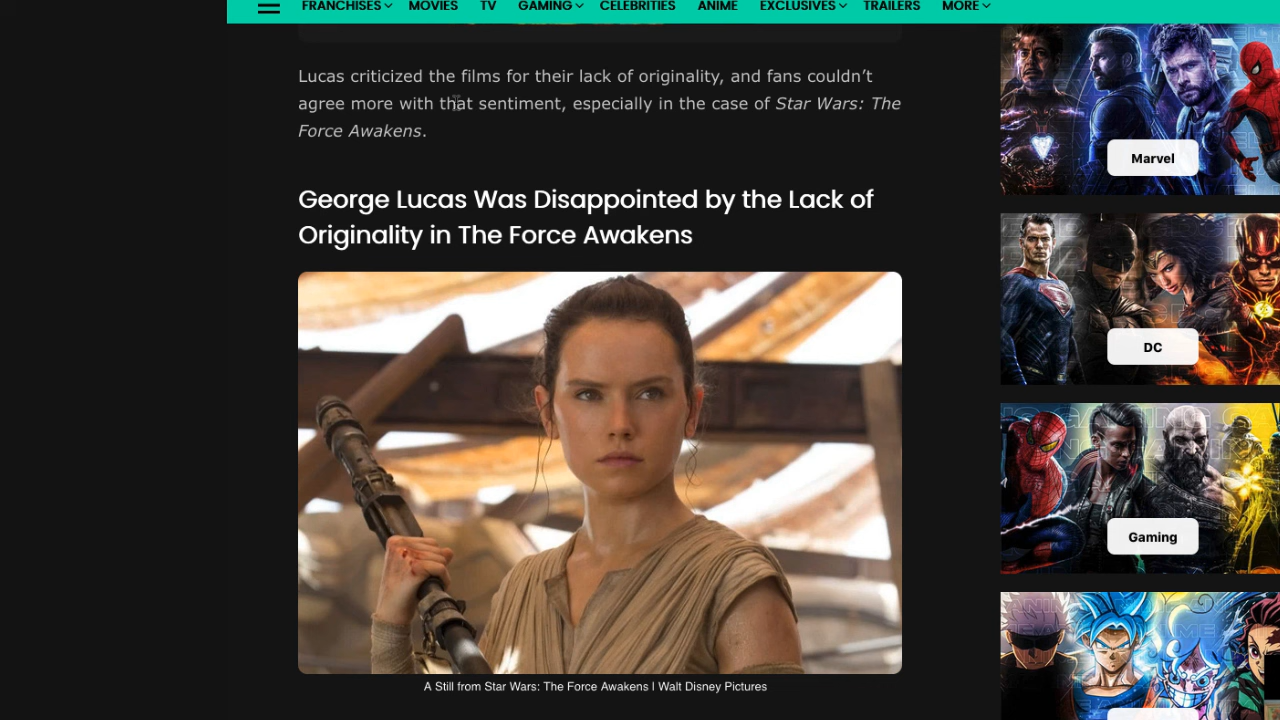 FRANCHISES MOVIES TV GAMING CELEBRITIES ANIME EXCLUSIVES TRAILERS MORE
Lucas criticized the films for their lack of originality, and fans couldn’t
agree more with that sentiment, especially in the case of Star Wars: The
Force Awakens.
George Lucas Was Disappointed by the Lack of
Originality in The Force Awakens
A Still from Star Wars: The Force Awakens | Walt Disney Pictures
Marvel
DC
Gaming